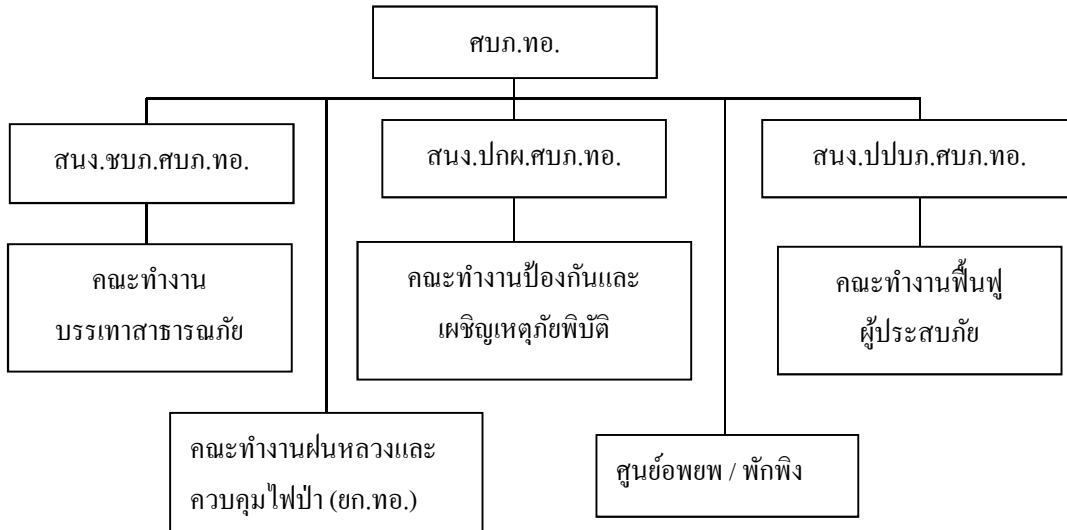 ศบภ.ทอ.
สนง.ชบภ.ศบภ.ทอ.
สนง.ปกผ.ศบภ.ทอ.
สนง.ปปบภ.ศบภ.ทอ.
คณะทำงาน
บรรเทาสาธารณภัย
คณะทำงานป้องกันและ
เผชิญเหตุภัยพิบัติ
คณะทำงานฟื้นฟู
ผู้ประสบภัย
คณะทำงานฝนหลวงและ
ควบคุมไฟป่า (ยก.ทอ.)
ศูนย์อพยพ / พักพิง